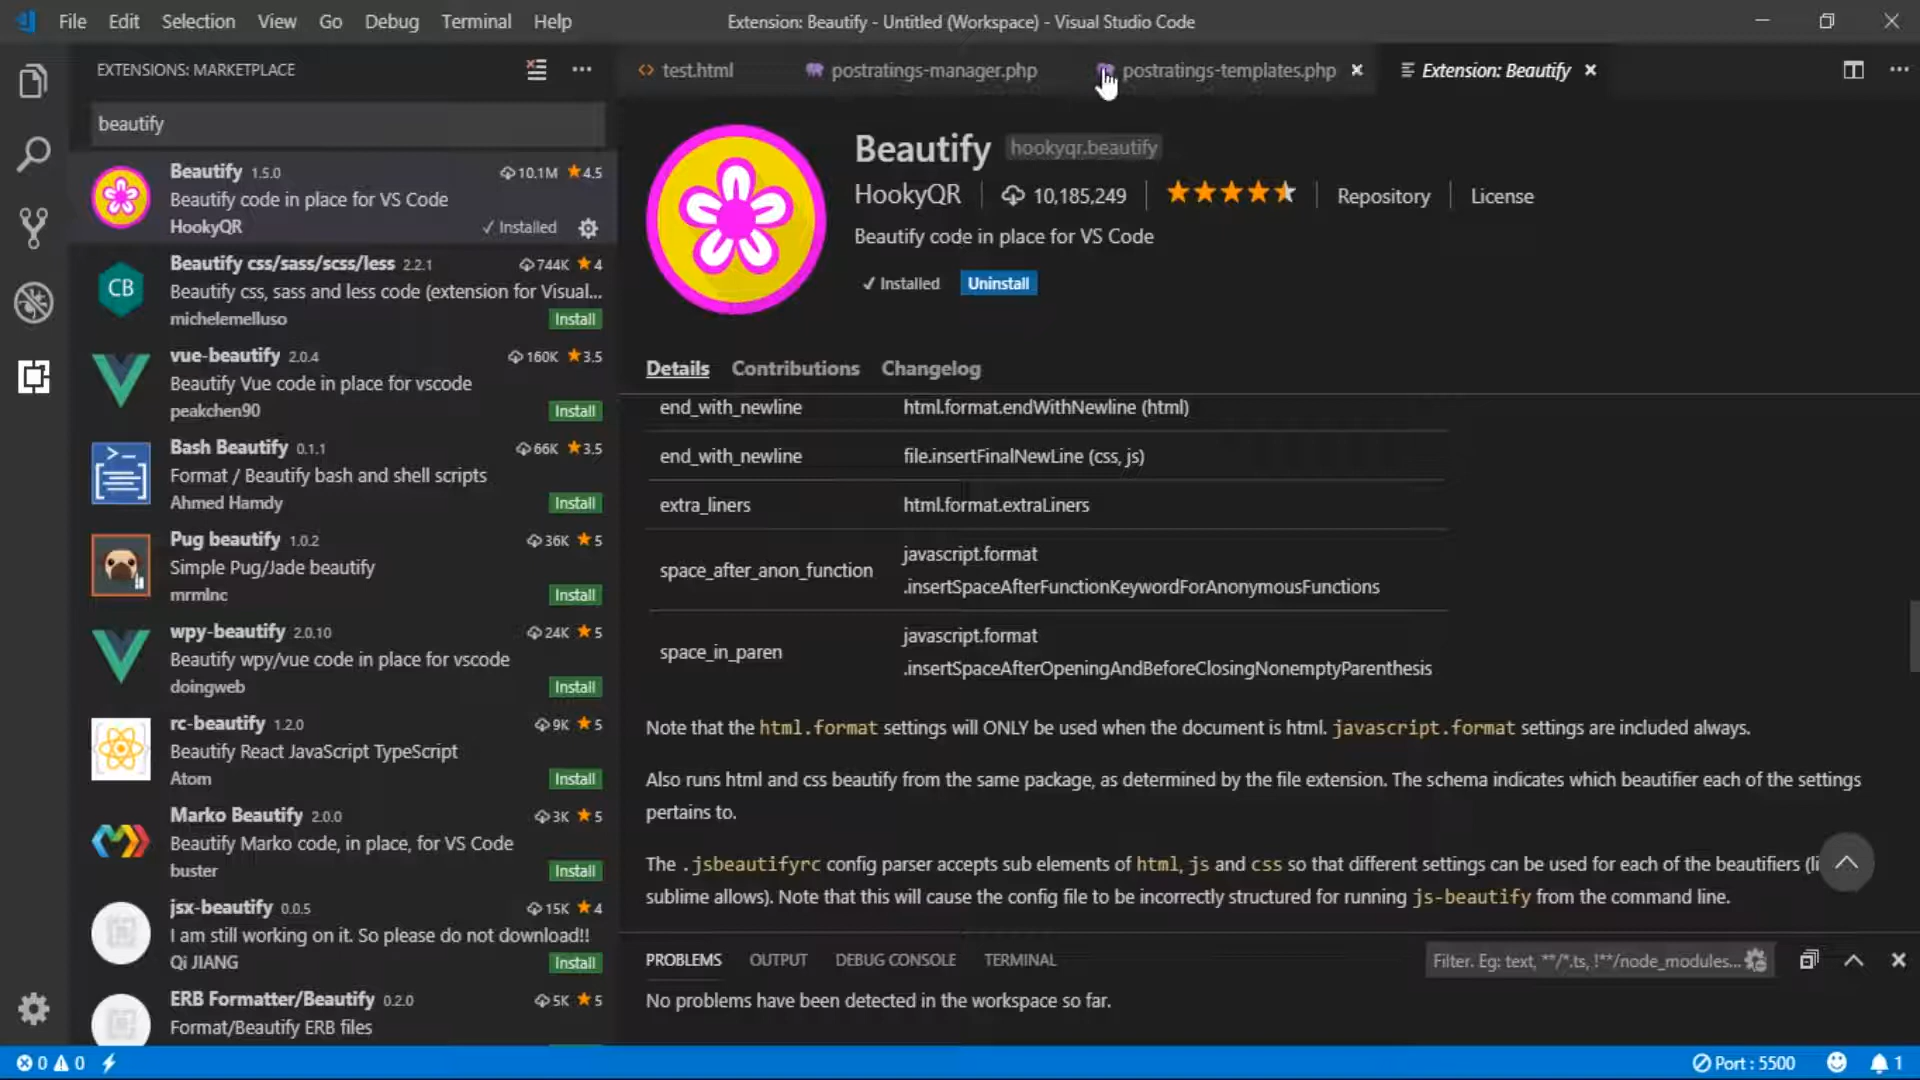 File Edit Selection View Go Debug Terminal Help
Extension: Beautify - Untitled (Workspace) - Visual Studio Code
EXTENSIONS: MARKETPLACE
beautify
Beautify 1.5.0 10.1M ★4.5
Beautify code in place for VS Code
HookyQR ✓ Installed
CB
Beautify css/sass/scss/less 2.2.1 744K ★4
Beautify css, sass and less code (extension for Visual...
michelemelluso Install
vue-beautify 2.0.4 160K ★3.5
Beautify Vue code in place for vscode
peakchen90 Install
Bash Beautify 0.1.1 66K ★3.5
Format / Beautify bash and shell scripts
Ahmed Hamdy Install
Pug beautify 1.0.2 36K ★5
Simple Pug/Jade beautify
mrmlnc Install
wpy-beautify 2.0.10 24K ★5
Beautify wpy/vue code in place for vscode
doingweb Install
rc-beautify 1.2.0 9K ★5
Beautify React JavaScript TypeScript
Atom Install
Marko Beautify 2.0.0 3K ★5
Beautify Marko code, in place, for VS Code
buster Install
jsx-beautify 0.0.5 15K ★4
I am still working on it. So please do not download!!
Qi JIANG Install
ERB Formatter/Beautify 0.2.0 5K ★5
Format/Beautify ERB files
test.html postratings-manager.php postratings-templates.php Extension: Beautify
Beautify hookyqr.beautify
HookyQR 10,185,249 Repository License
Beautify code in place for VS Code
✓ Installed Uninstall
Details Contributions Changelog
end_with_newline html.format.endWithNewline (html)
end_with_newline file.insertFinalNewLine (css, js)
extra_liners html.format.extraLiners
space_after_anon_function javascript.format
.insertSpaceAfterFunctionKeywordForAnonymousFunctions
space_in_paren javascript.format
.insertSpaceAfterOpeningAndBeforeClosingNonemptyParenthesis
Note that the html.format settings will ONLY be used when the document is html. javascript.format settings are included always.
Also runs html and css beautify from the same package, as determined by the file extension. The schema indicates which beautifier each of the settings
pertains to.
The .jsbeautifyrc config parser accepts sub elements of html, js and css so that different settings can be used for each of the beautifiers (li
sublime allows). Note that this will cause the config file to be incorrectly structured for running js-beautify from the command line.
PROBLEMS OUTPUT DEBUG CONSOLE TERMINAL
Filter. Eg: text, **/*.ts, !**/node_modules...
No problems have been detected in the workspace so far.
0 0 Port : 5500 1